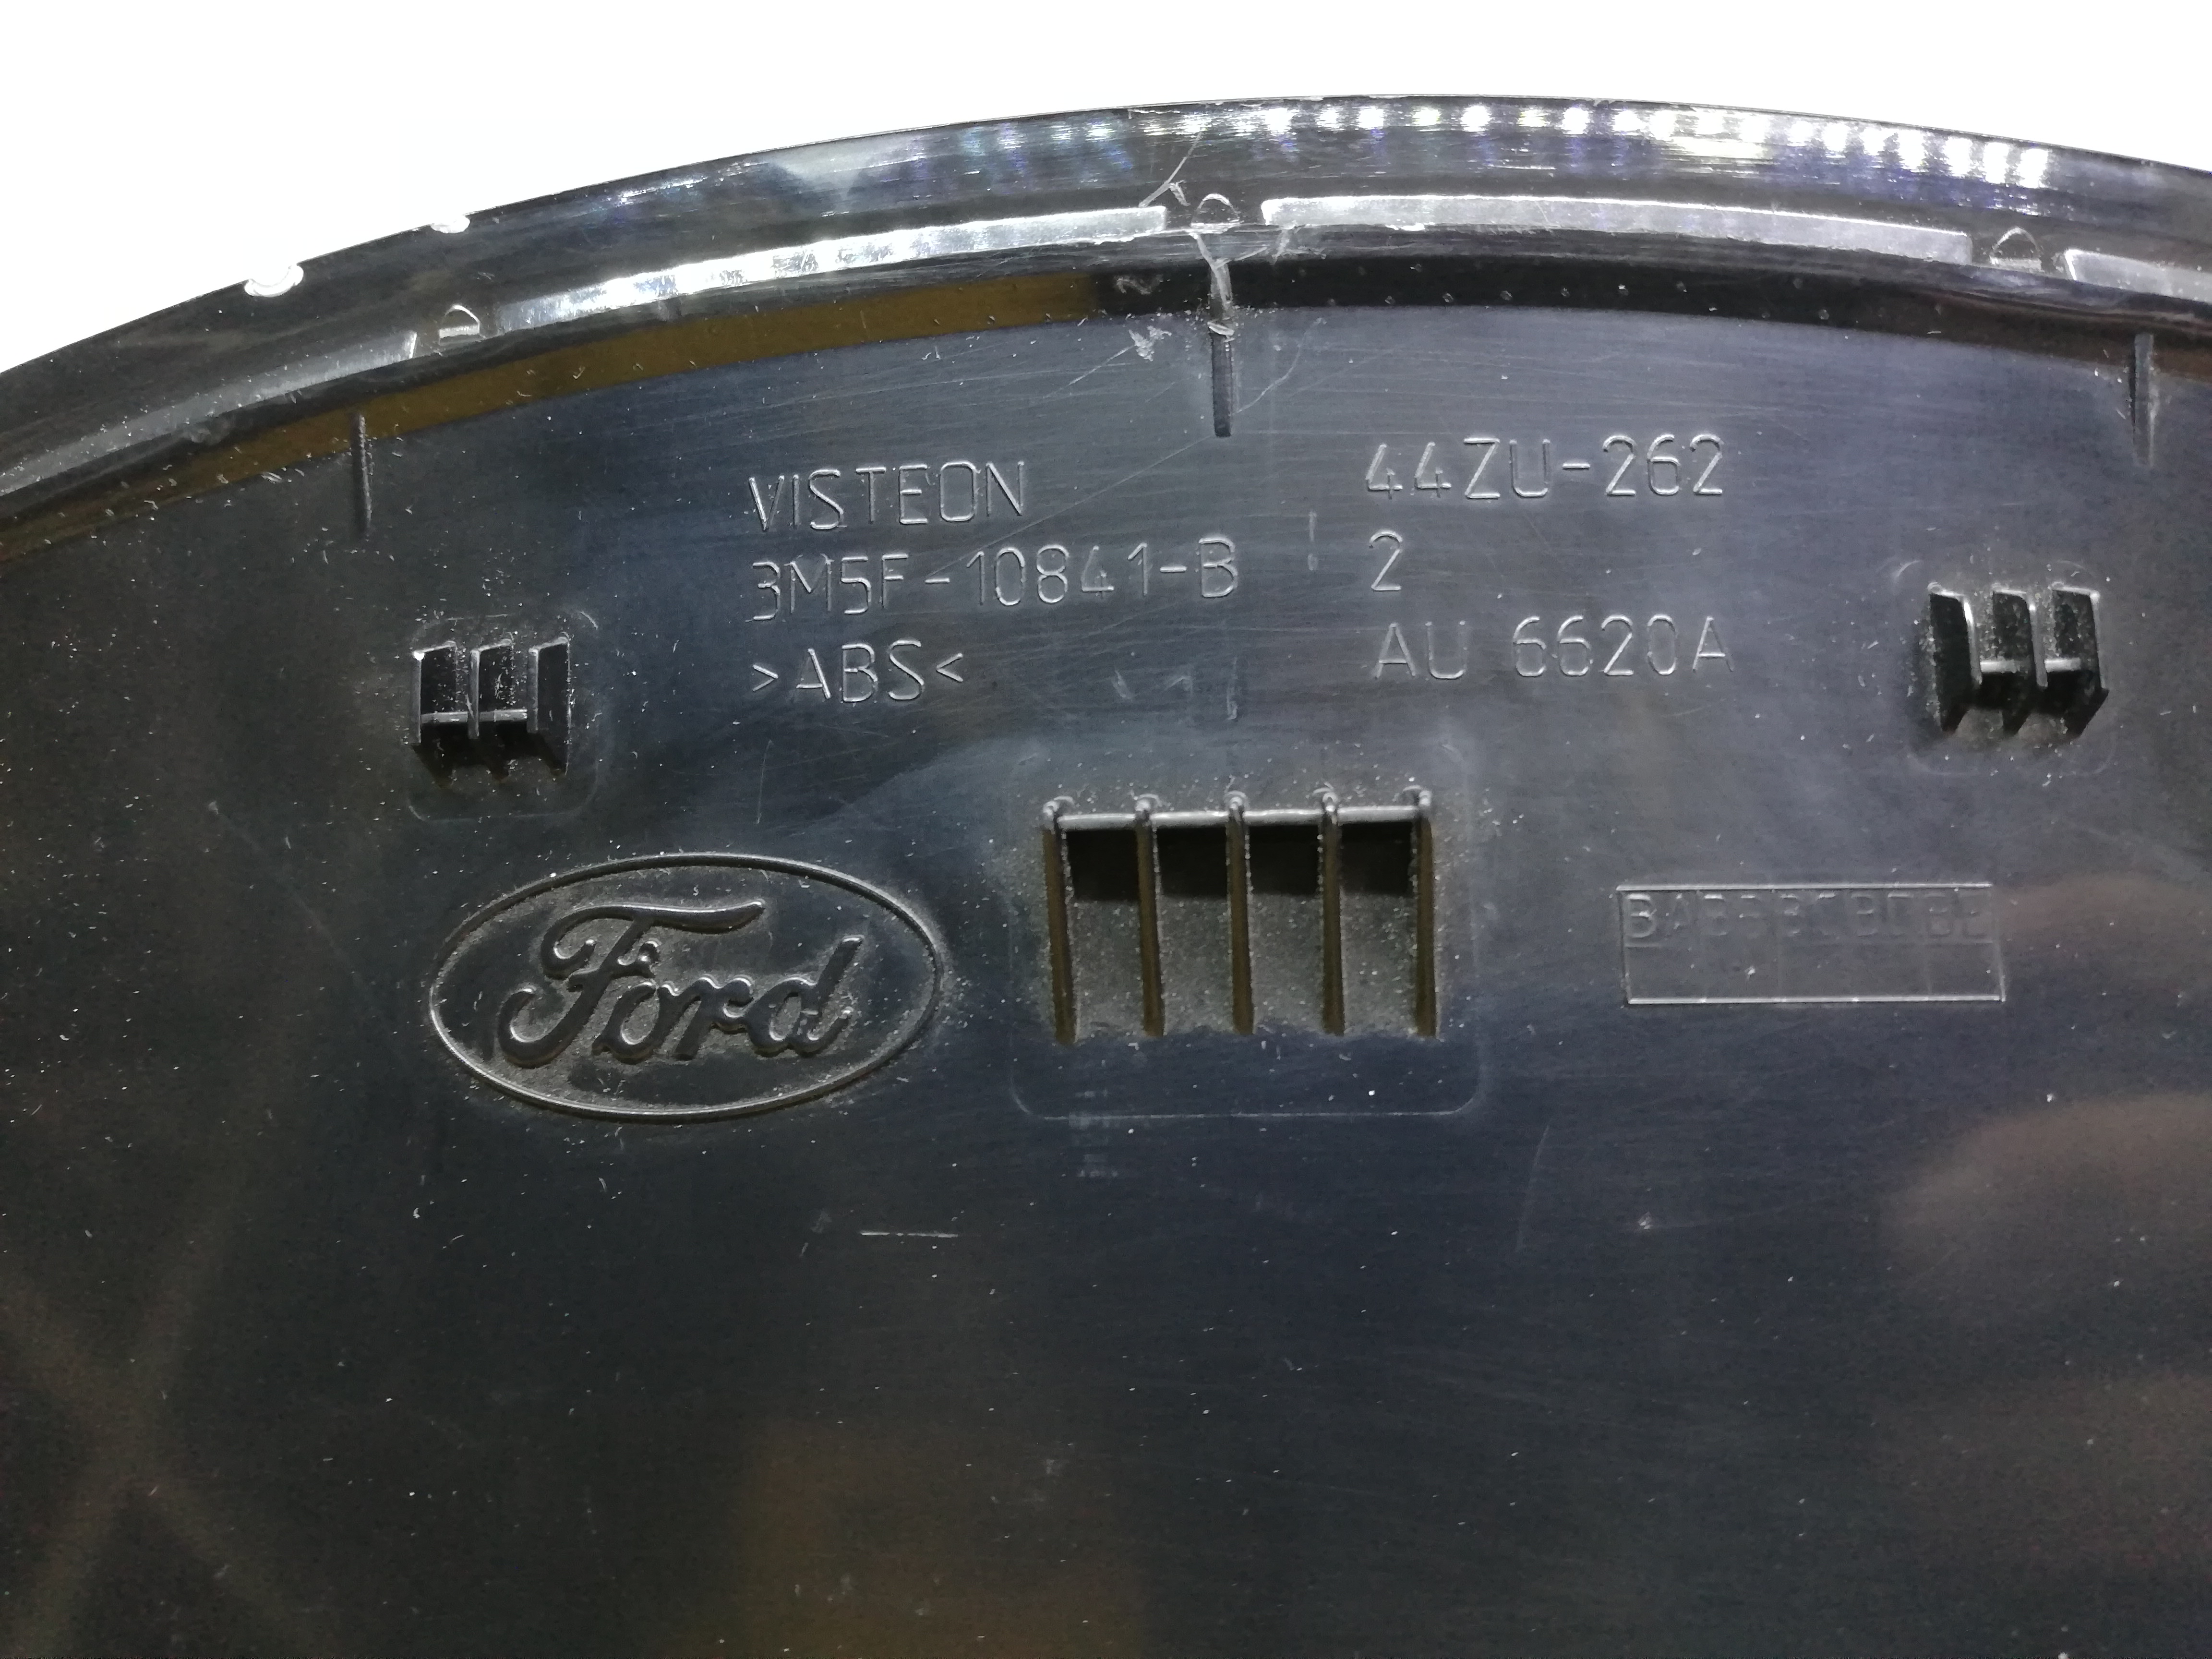 VISTEON
3M5F-10841-B
>ABS<
44ZU-262
2
AU 6620A
Ford